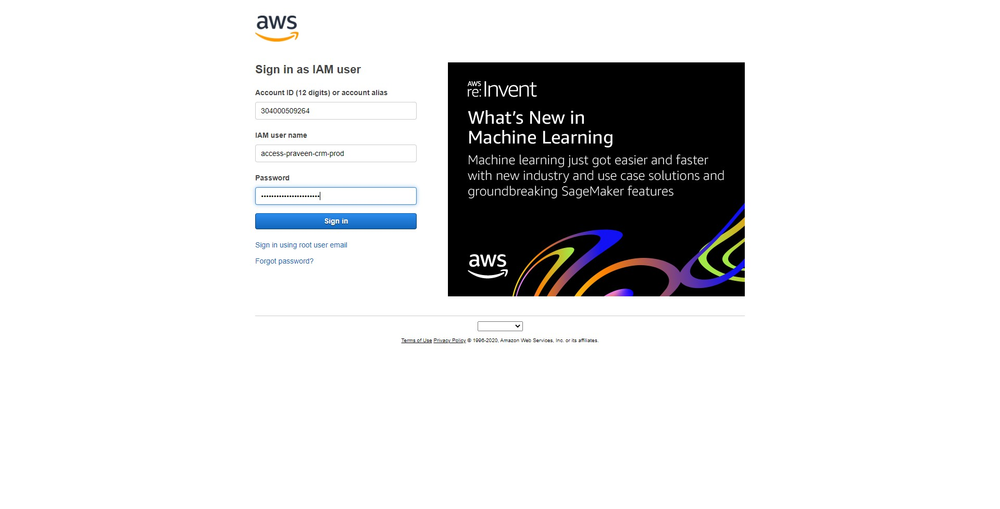 aws
Sign in as IAM user
Account ID (12 digits) or account alias
304000509264
IAM user name
access-praveen-crm-prod
Password
•••••••••••••••••••••••
Sign in
Sign in using root user email
Forgot password?
AWS
re:Invent
What's New in
Machine Learning
Machine learning just got easier and faster
with new industry and use case solutions and
groundbreaking SageMaker features
aws
Terms of Use Privacy Policy © 1996-2020, Amazon Web Services, Inc. or its affiliates.